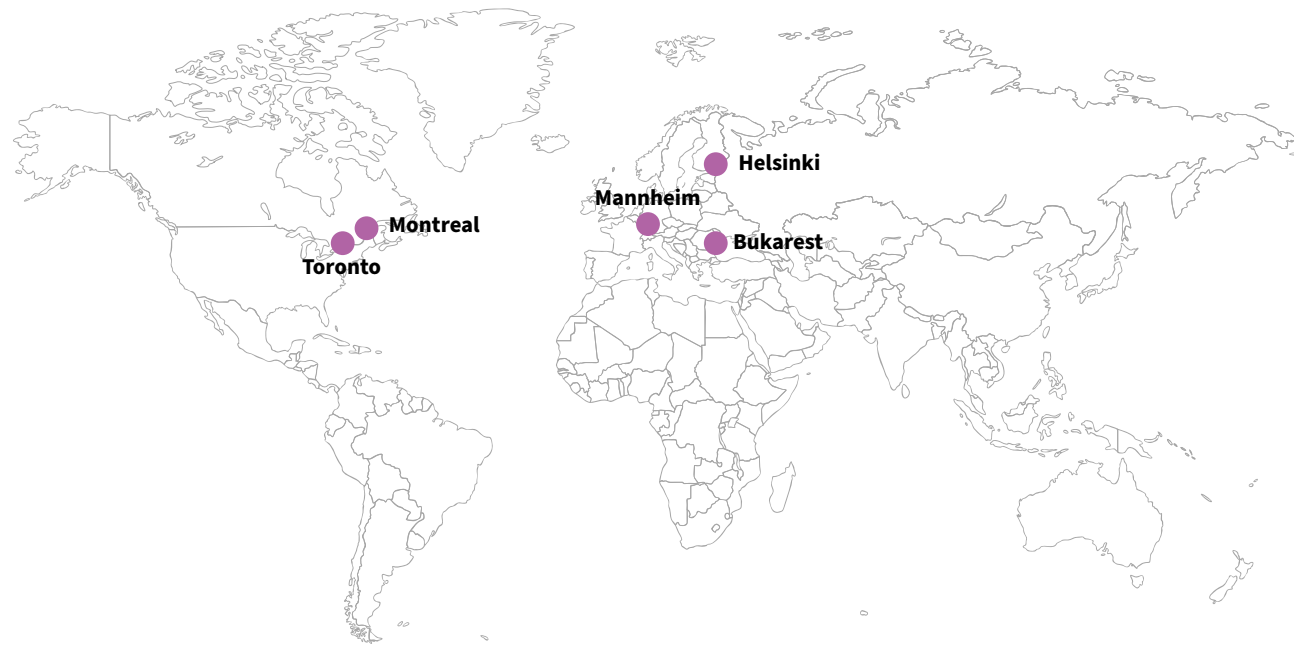 Helsinki
Mannheim
Montreal
Bukarest
Toronto